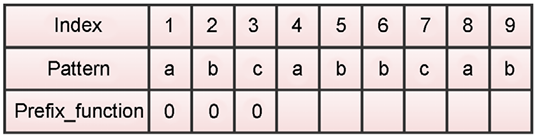 Index 1 2 3 4 5 6 7 8 9
Pattern a b c a b b c a b
Prefix_function 0 0 0